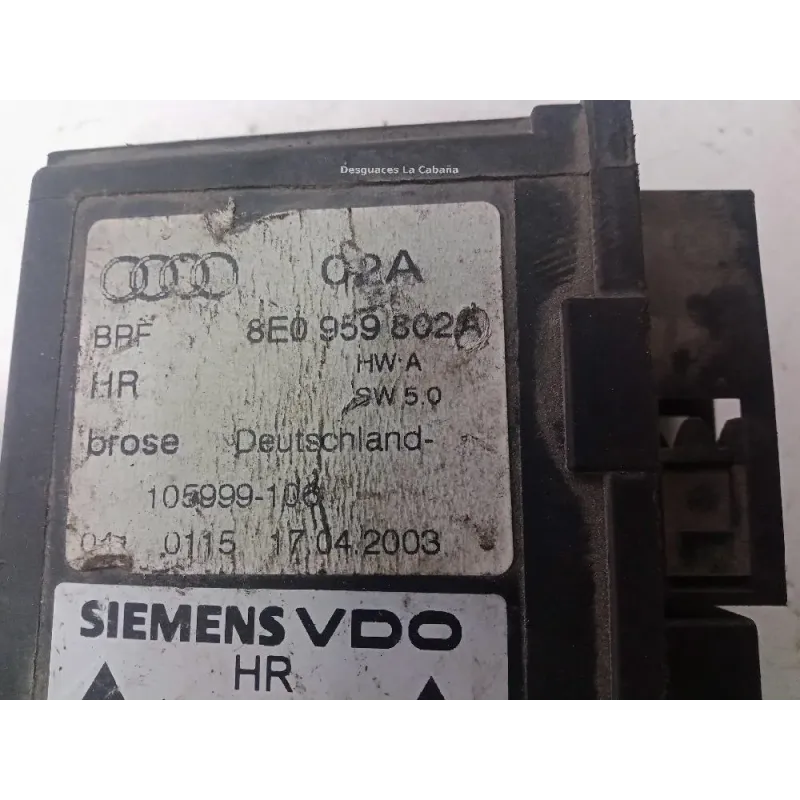 Desguaces La Cabaña
02A
BRF 8E0 959 802A
HW A
HR SW 5.0
brose Deutschland-
105999-106
0115 17.04.2003
SIEMENS VDO
HR